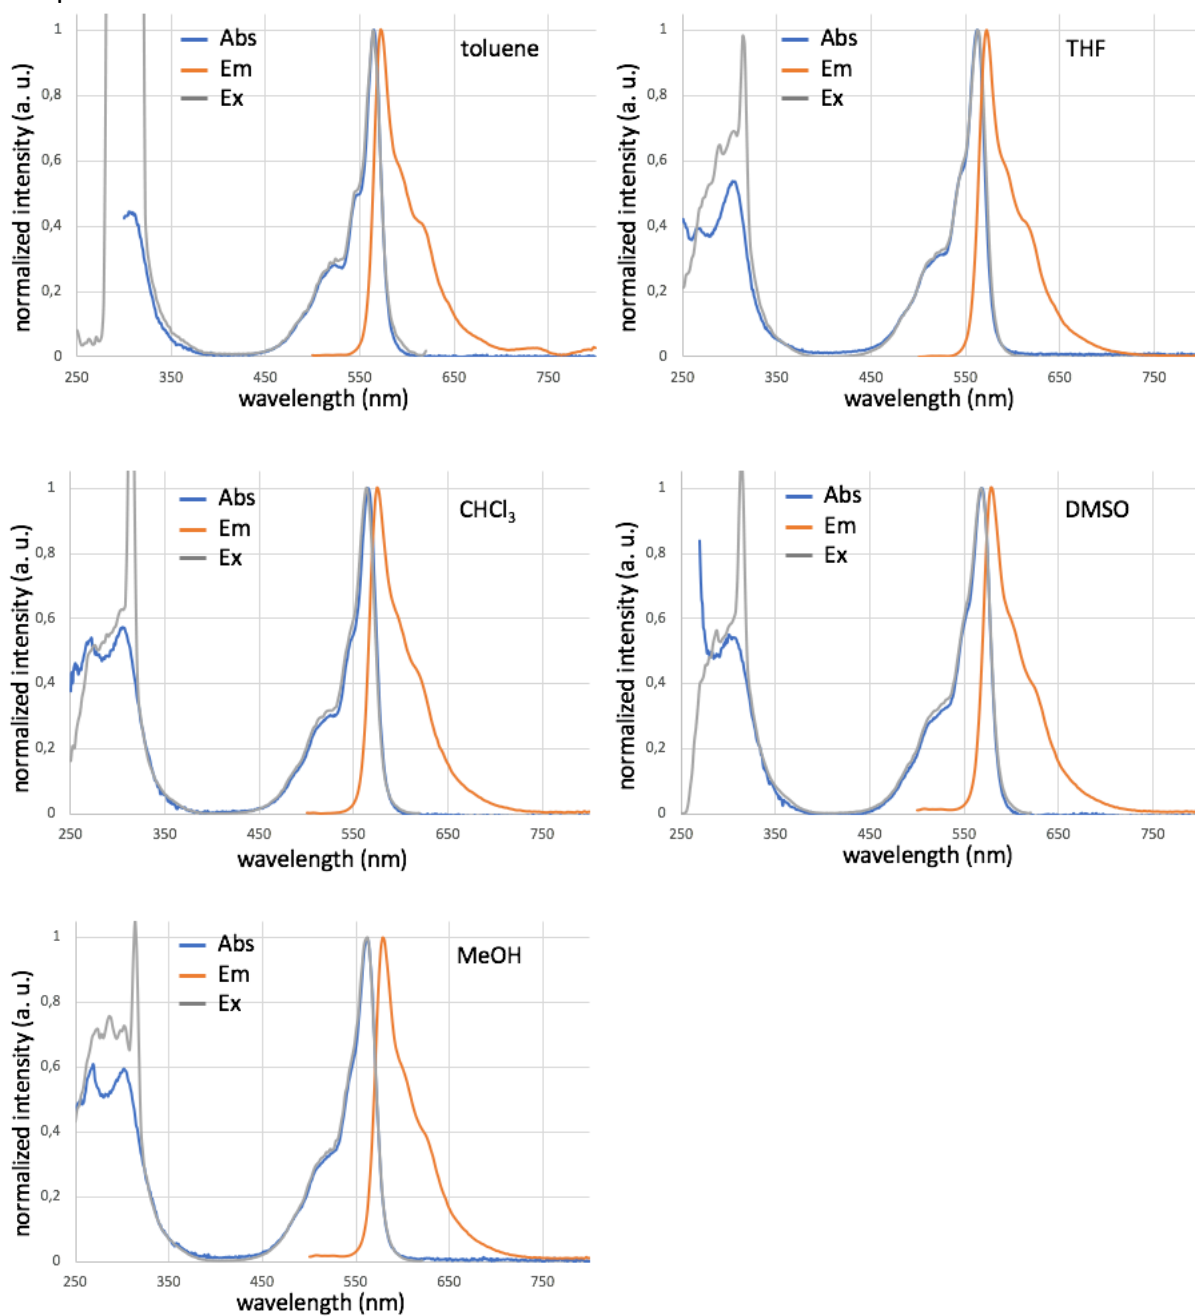 Abs
Em
Ex
toluene
normalized intensity (a. u.)
1
0,8
0,6
0,4
0,2
0
250 350 450 550 650 750
wavelength (nm)
Abs
Em
Ex
THF
normalized intensity (a. u.)
1
0,8
0,6
0,4
0,2
0
250 350 450 550 650 750
wavelength (nm)
Abs
Em
Ex
CHCl3
normalized intensity (a. u.)
1
0,8
0,6
0,4
0,2
0
250 350 450 550 650 750
wavelength (nm)
Abs
Em
Ex
DMSO
normalized intensity (a. u.)
1
0,8
0,6
0,4
0,2
0
250 350 450 550 650 750
wavelength (nm)
Abs
Em
Ex
MeOH
normalized intensity (a. u.)
1
0,8
0,6
0,4
0,2
0
250 350 450 550 650 750
wavelength (nm)